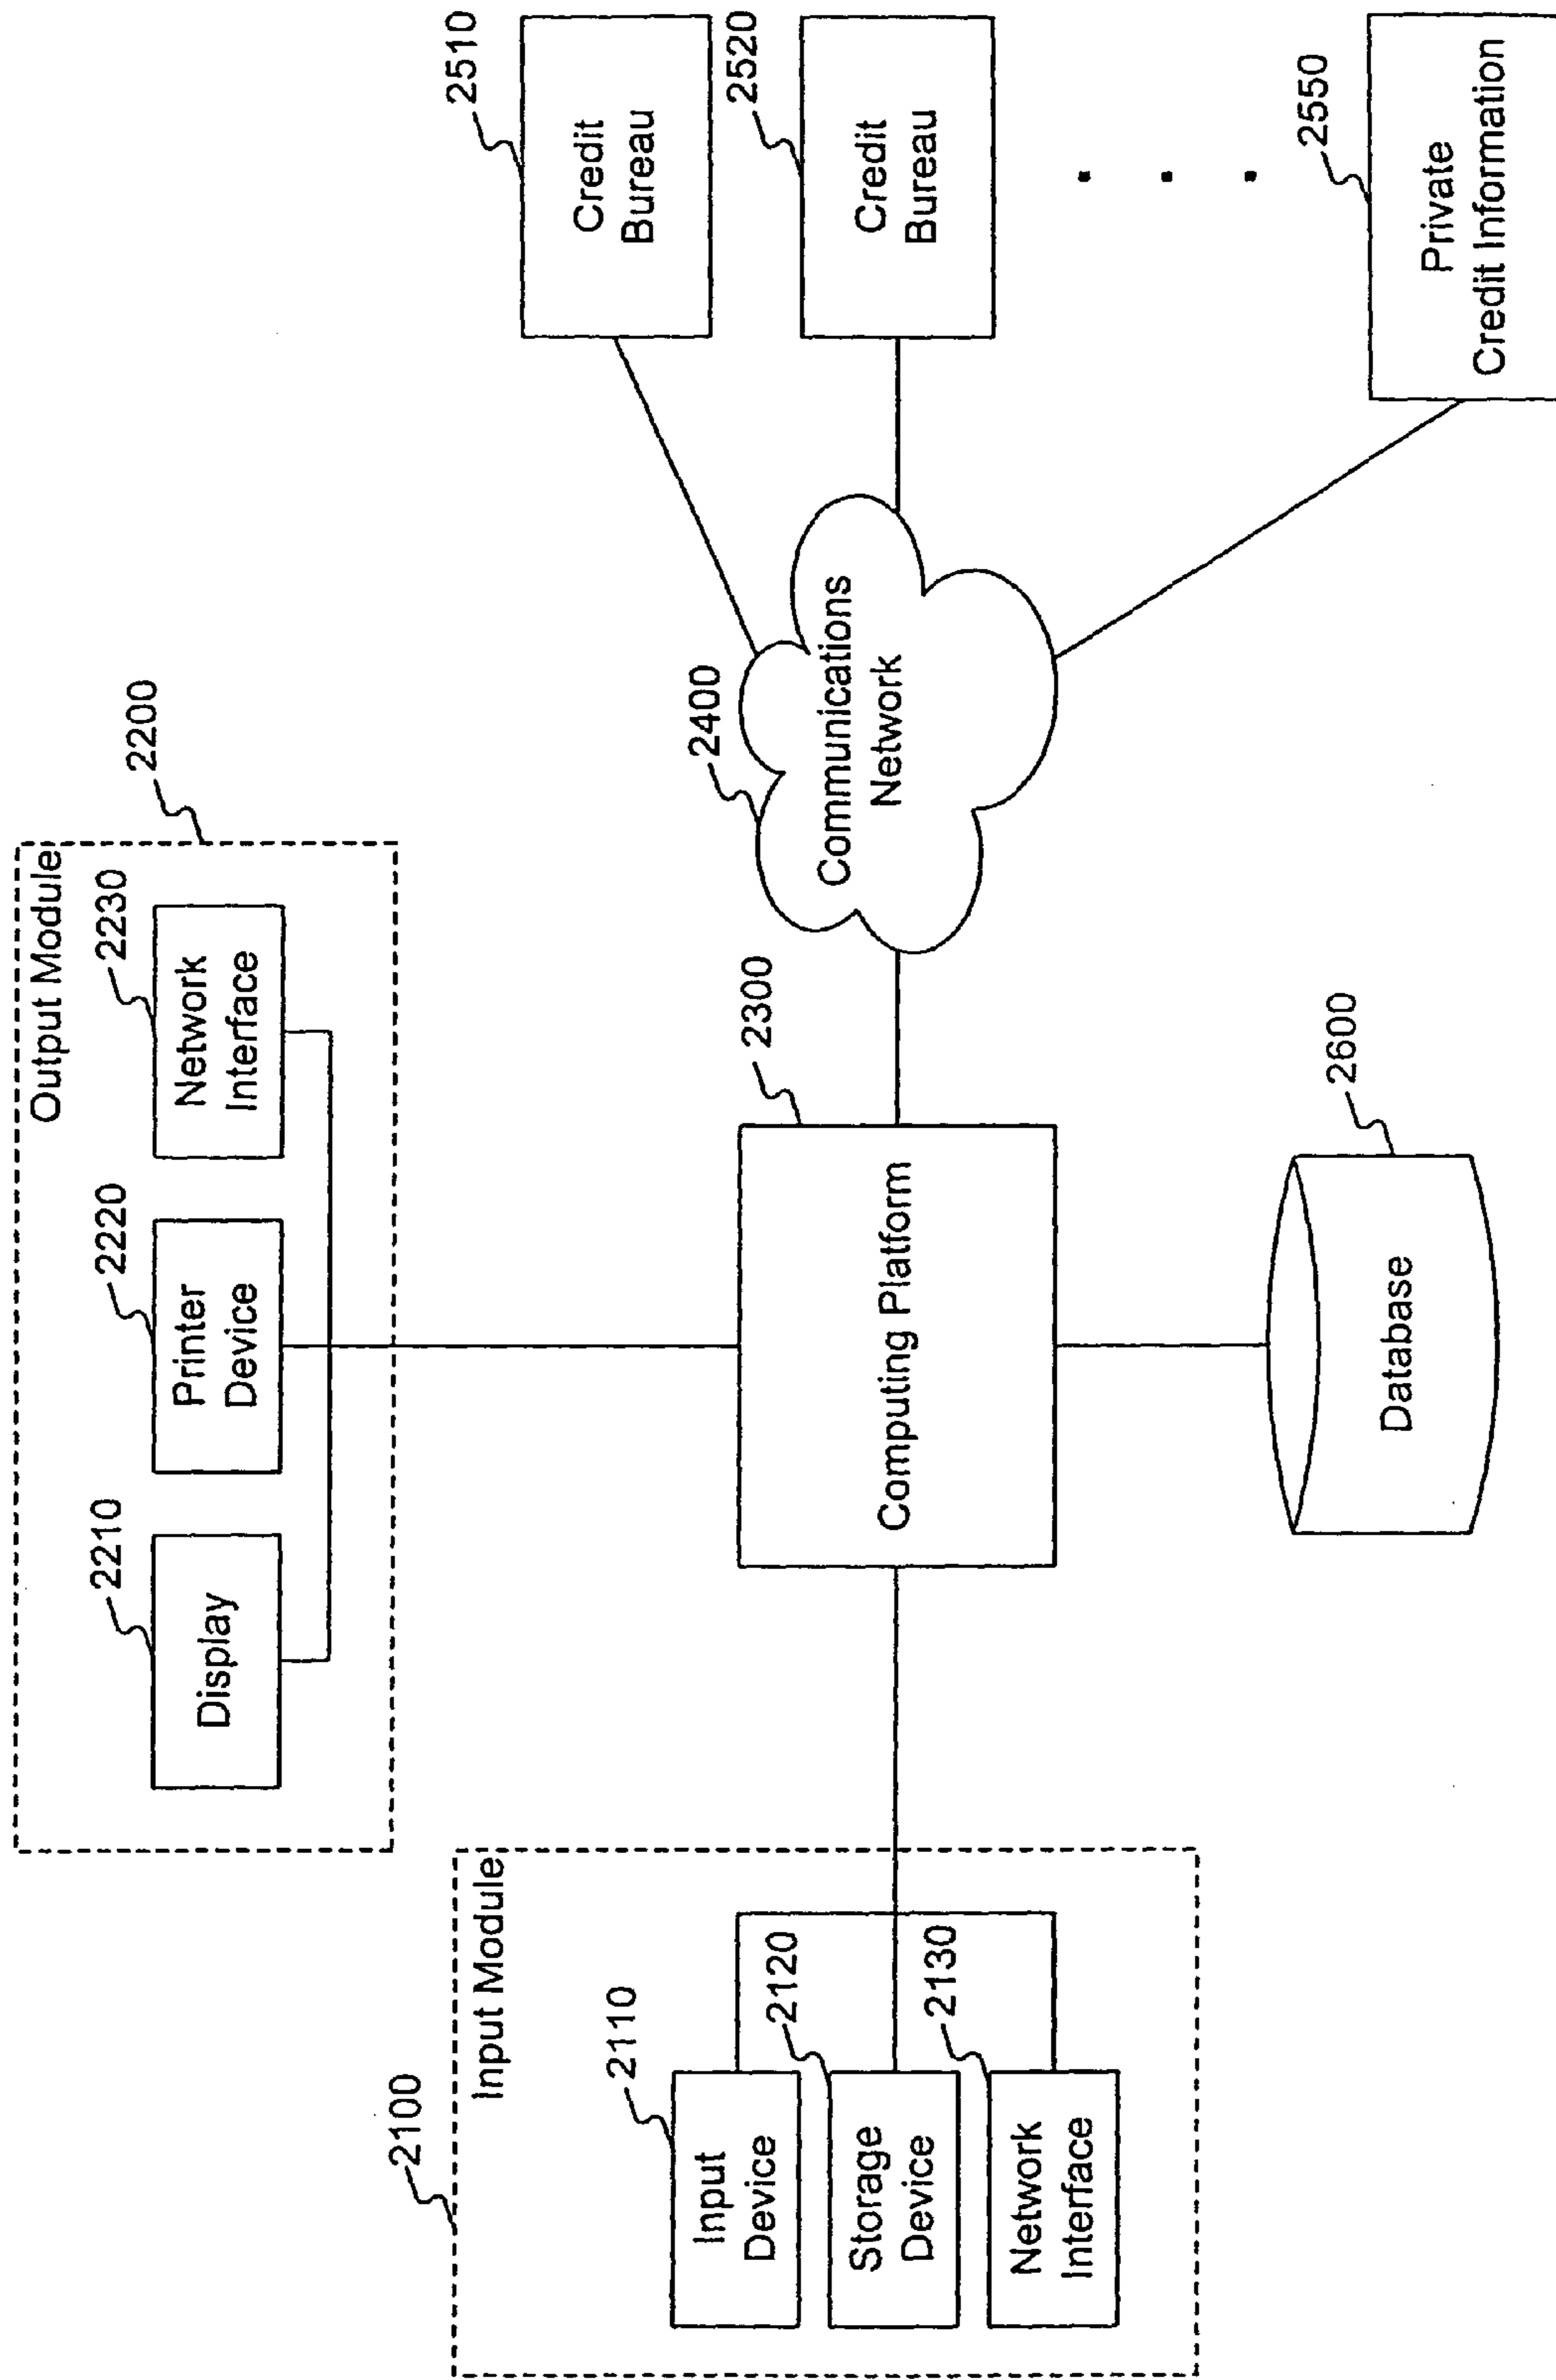 Output Module
2200
2210
Display
2220
Printer
Device
2230
Network
Interface
2100
Input Module
2110
Input
Device
2120
Storage
Device
2130
Network
Interface
2300
Computing Platform
2400
Communications
Network
2510
Credit
Bureau
2520
Credit
Bureau
2550
Private
Credit Information
2600
Database